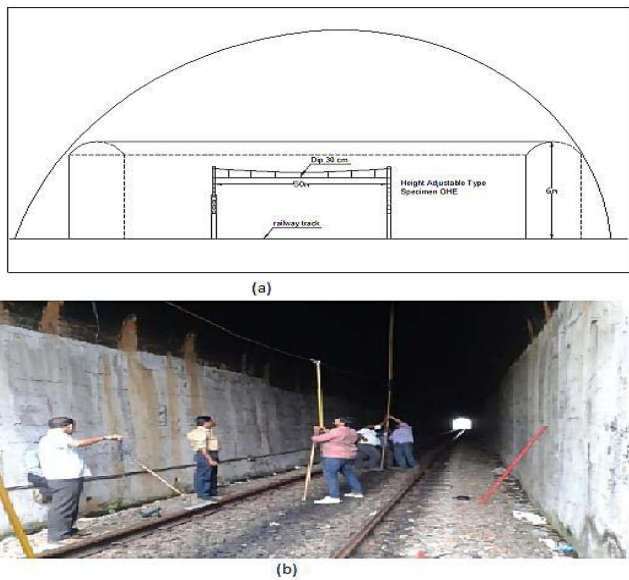 Dip 30 cm.
50m
Height Adjustable Type
Specimen OHE
6m
railway track
(a)
(b)